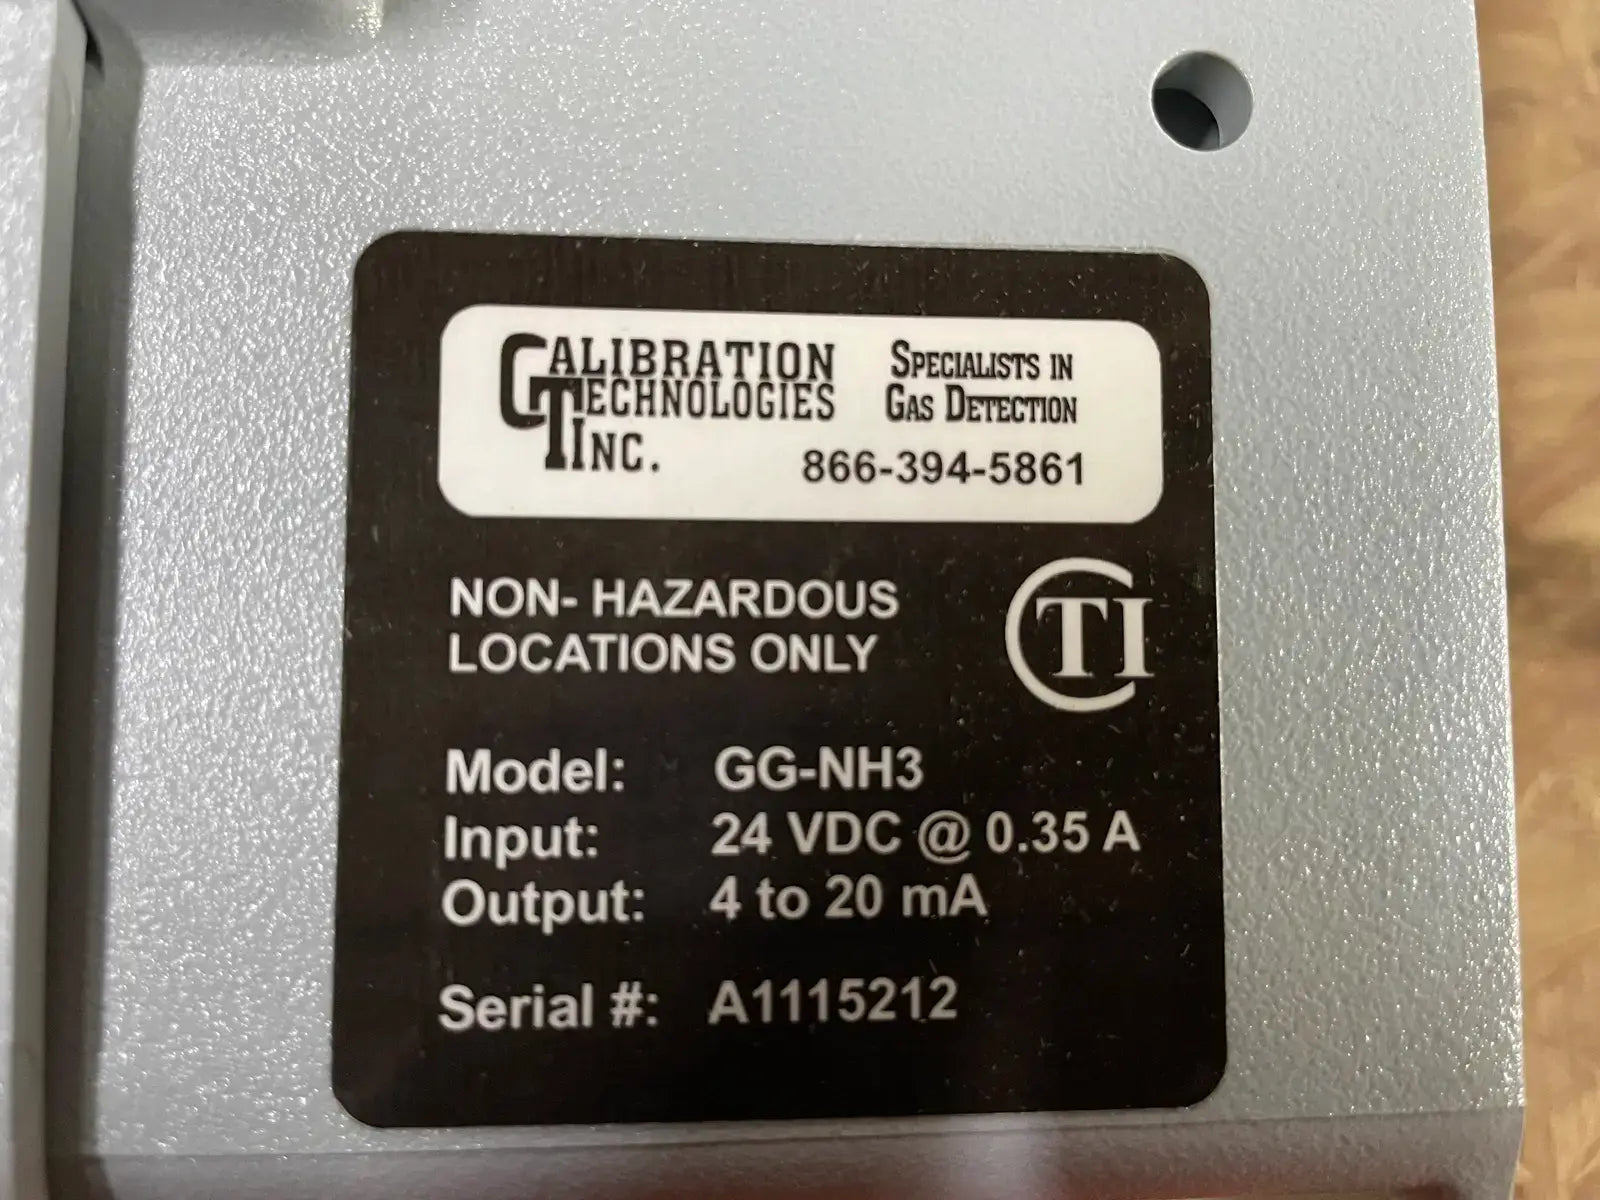 CALIBRATION
TECHNOLOGIES
INC.
SPECIALISTS IN
GAS DETECTION
866-394-5861
NON- HAZARDOUS
LOCATIONS ONLY
CTI
Model: GG-NH3
Input: 24 VDC @ 0.35 A
Output: 4 to 20 mA
Serial #: A1115212